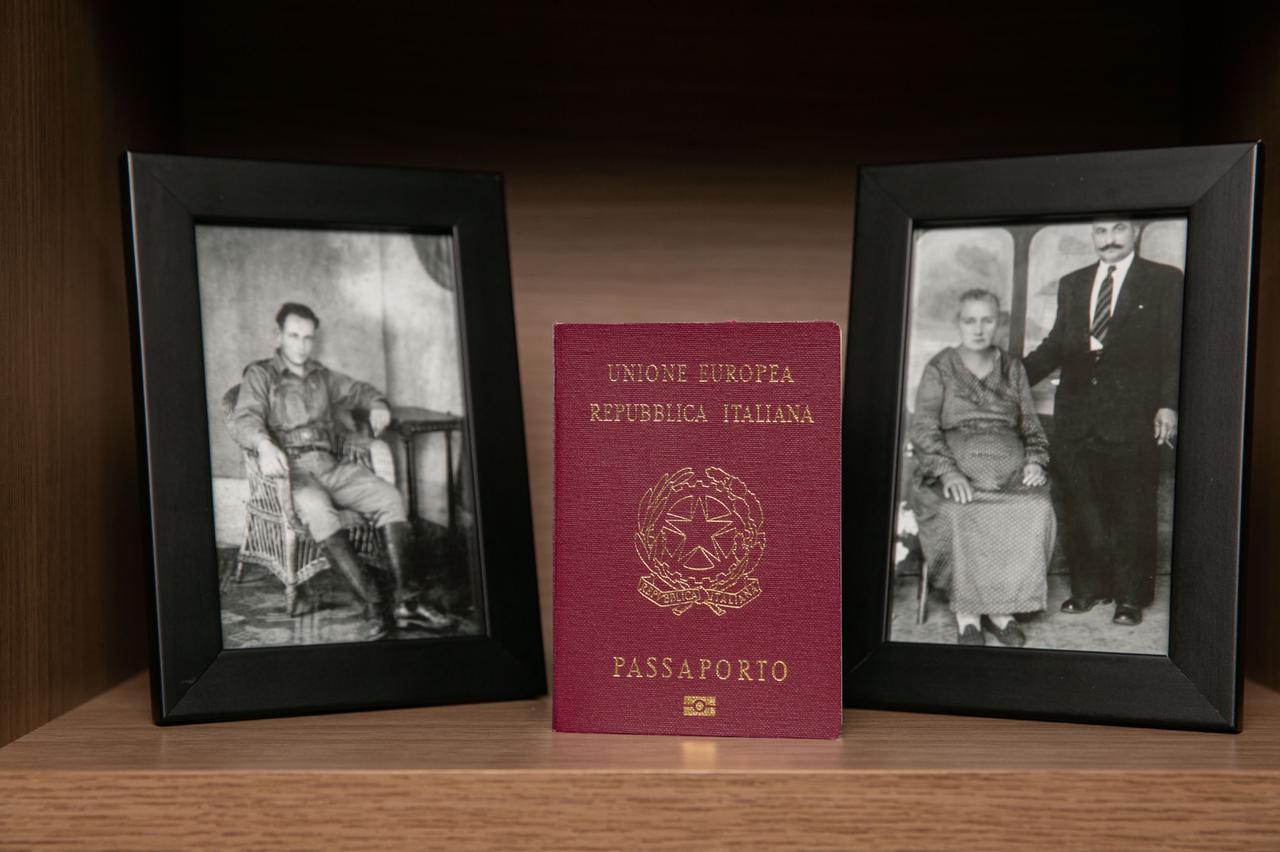 UNIONE EUROPEA
REPUBBLICA ITALIANA
REPUBBLICA ITALIANA
PASSAPORTO